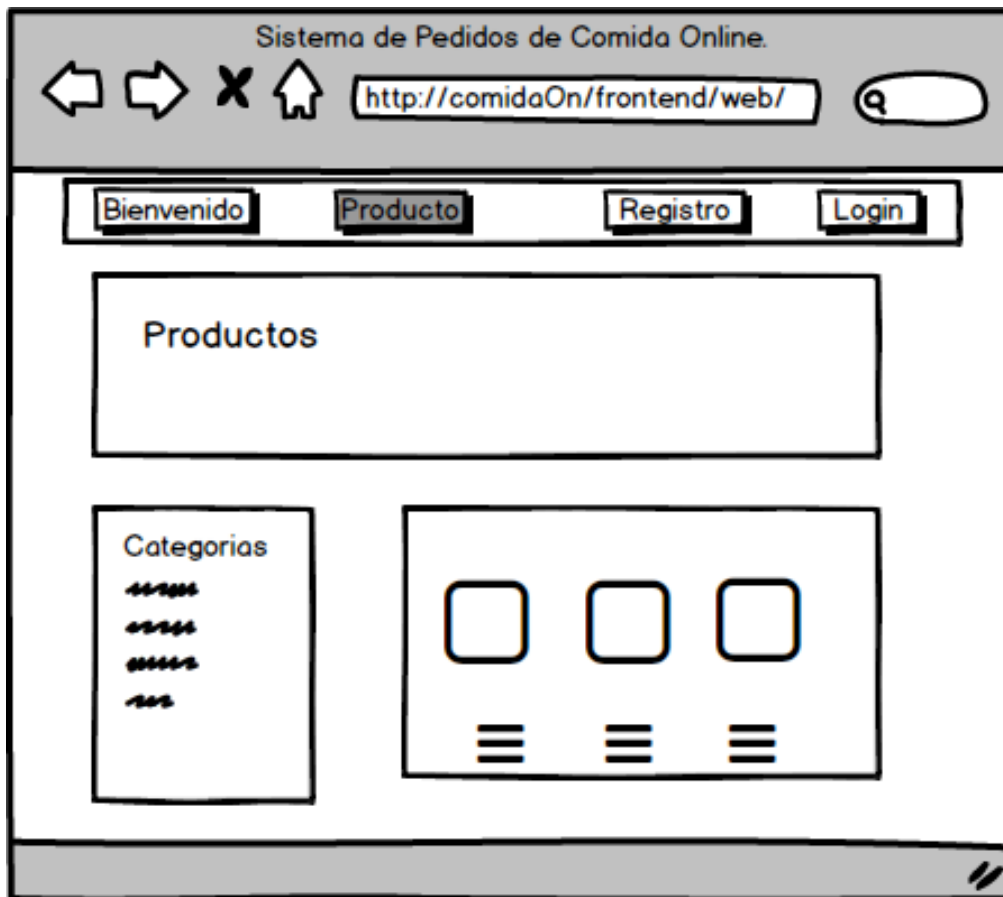 Sistema de Pedidos de Comida Online.
http://comidaOn/frontend/web/
Bienvenido Producto Registro Login
Productos
Categorias